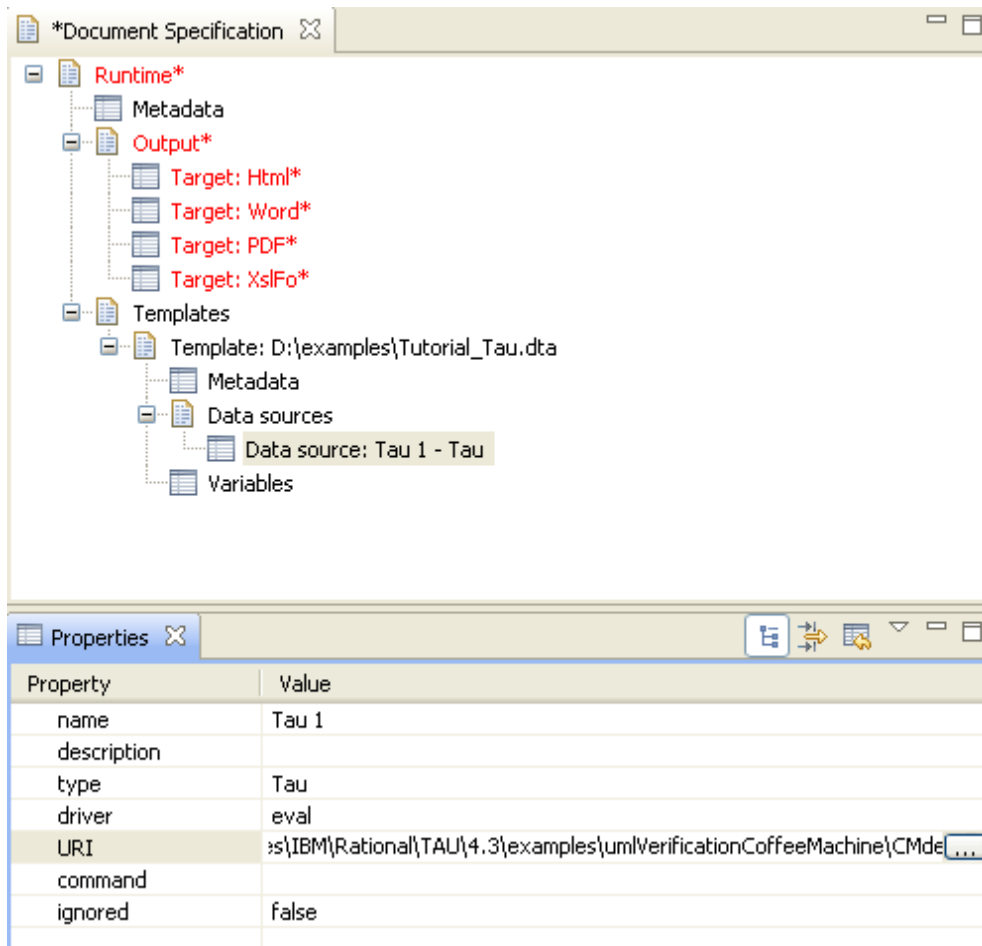 *Document Specification
Runtime*
Metadata
Output*
Target: Html*
Target: Word*
Target: PDF*
Target: XslFo*
Templates
Template: D:\examples\Tutorial_Tau.dta
Metadata
Data sources
Data source: Tau 1 - Tau
Variables
Properties
Property Value
name Tau 1
description
type Tau
driver eval
URI es\IBM\Rational\TAU\4.3\examples\umlVerificationCoffeeMachine\CMde ...
command
ignored false